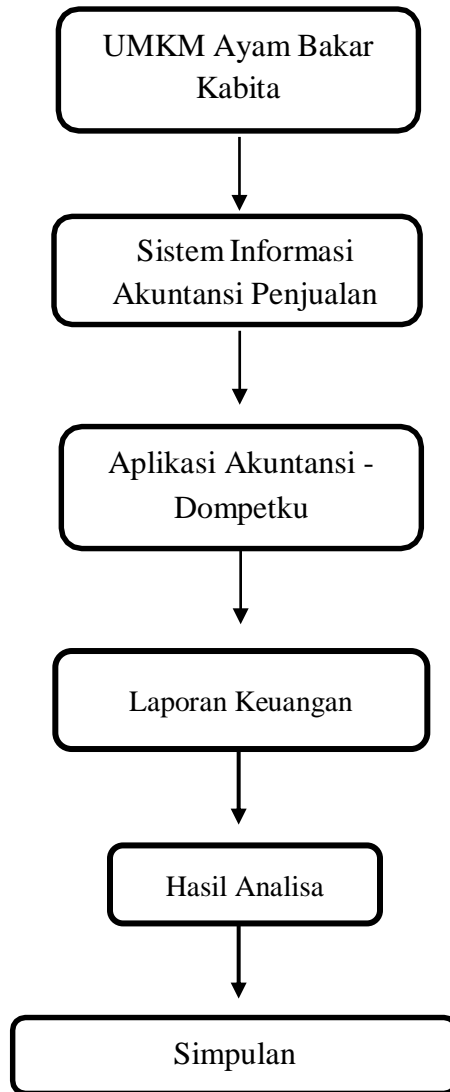 UMKM Ayam Bakar
Kabita
Sistem Informasi
Akuntansi Penjualan
Aplikasi Akuntansi -
Dompetku
Laporan Keuangan
Hasil Analisa
Simpulan